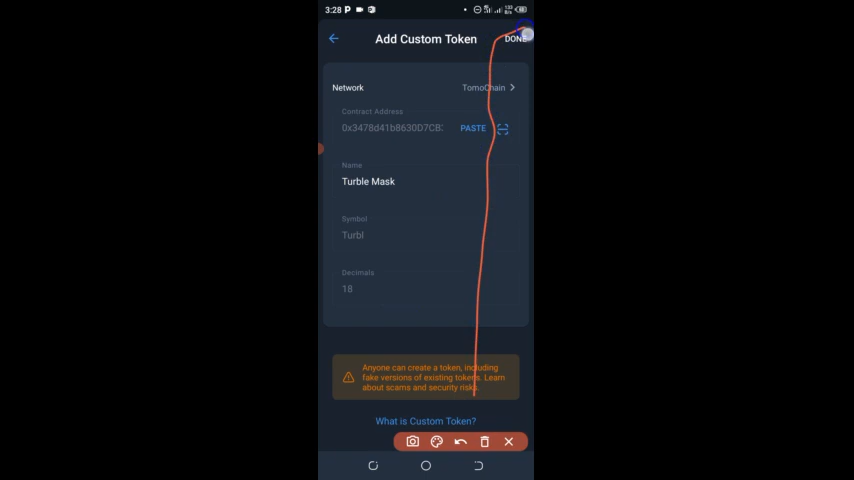 3:28 P
133
B/s
Add Custom Token
DONE
Network
TomoChain
Contract Address
0x3478d41b8630D7CB:
PASTE
Name
Turble Mask
Symbol
Turbl
Decimals
18
Anyone can create a token, including
fake versions of existing tokens. Learn
about scams and security risks.
What is Custom Token?